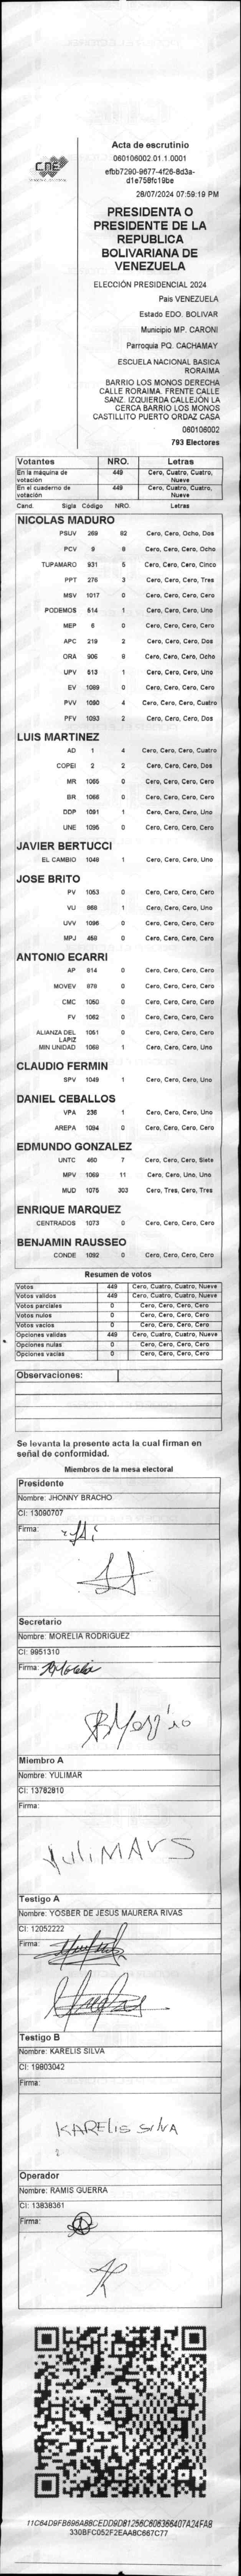 CNE
Acta de escrutinio
060106002.01.1.0001
efbb7290-9677-4f26-8d3a-
d1e758fc19be
28/07/2024 07:59:19 PM
PRESIDENTA O
PRESIDENTE DE LA
REPUBLICA
BOLIVARIANA DE
VENEZUELA
ELECCIÓN PRESIDENCIAL 2024
Pais VENEZUELA
Estado EDO. BOLIVAR
Municipio MP. CARONI
Parroquia PQ. CACHAMAY
ESCUELA NACIONAL BASICA
RORAIMA
BARRIO LOS MONOS DERECHA
CALLE RORAIMA. FRENTE CALLE
SANZ. IZQUIERDA CALLEJÓN LA
CERCA BARRIO LOS MONOS
CASTILLITO PUERTO ORDAZ CASA
060106002
793 Electores
Votantes NRO. Letras
En la máquina de votación 449 Cero, Cuatro, Cuatro, Nueve
En el cuaderno de votación 449 Cero, Cuatro, Cuatro, Nueve
Cand. Sigla Código NRO. Letras
NICOLAS MADURO
PSUV 269 82 Cero, Cero, Ocho, Dos
PCV 9 8 Cero, Cero, Cero, Ocho
TUPAMARO 931 5 Cero, Cero, Cero, Cinco
PPT 276 3 Cero, Cero, Cero, Tres
MSV 1017 0 Cero, Cero, Cero, Cero
PODEMOS 514 1 Cero, Cero, Cero, Uno
MEP 6 0 Cero, Cero, Cero, Cero
APC 219 2 Cero, Cero, Cero, Dos
ORA 906 8 Cero, Cero, Cero, Ocho
UPV 513 1 Cero, Cero, Cero, Uno
EV 1089 0 Cero, Cero, Cero, Cero
PVV 1090 4 Cero, Cero, Cero, Cuatro
PFV 1093 2 Cero, Cero, Cero, Dos
LUIS MARTINEZ
AD 1 4 Cero, Cero, Cero, Cuatro
COPEI 2 2 Cero, Cero, Cero, Dos
MR 1065 0 Cero, Cero, Cero, Cero
BR 1066 0 Cero, Cero, Cero, Cero
DDP 1091 1 Cero, Cero, Cero, Uno
UNE 1095 0 Cero, Cero, Cero, Cero
JAVIER BERTUCCI
EL CAMBIO 1048 1 Cero, Cero, Cero, Uno
JOSE BRITO
PV 1053 0 Cero, Cero, Cero, Cero
VU 868 1 Cero, Cero, Cero, Uno
UVV 1096 0 Cero, Cero, Cero, Cero
MPJ 459 0 Cero, Cero, Cero, Cero
ANTONIO ECARRI
AP 814 0 Cero, Cero, Cero, Cero
MOVEV 879 0 Cero, Cero, Cero, Cero
CMC 1050 0 Cero, Cero, Cero, Cero
FV 1062 0 Cero, Cero, Cero, Cero
ALIANZA DEL LAPIZ 1051 0 Cero, Cero, Cero, Cero
MIN UNIDAD 1068 1 Cero, Cero, Cero, Uno
CLAUDIO FERMIN
SPV 1049 1 Cero, Cero, Cero, Uno
DANIEL CEBALLOS
VPA 236 1 Cero, Cero, Cero, Uno
AREPA 1094 0 Cero, Cero, Cero, Cero
EDMUNDO GONZALEZ
UNTC 460 7 Cero, Cero, Cero, Siete
MPV 1069 11 Cero, Cero, Uno, Uno
MUD 1075 303 Cero, Tres, Cero, Tres
ENRIQUE MARQUEZ
CENTRADOS 1073 0 Cero, Cero, Cero, Cero
BENJAMIN RAUSSEO
CONDE 1092 0 Cero, Cero, Cero, Cero
Resumen de votos
Votos 449 Cero, Cuatro, Cuatro, Nueve
Votos validos 449 Cero, Cuatro, Cuatro, Nueve
Votos parciales 0 Cero, Cero, Cero, Cero
Votos nulos 0 Cero, Cero, Cero, Cero
Votos vacios 0 Cero, Cero, Cero, Cero
Opciones validas 449 Cero, Cuatro, Cuatro, Nueve
Opciones nulas 0 Cero, Cero, Cero, Cero
Opciones vacias 0 Cero, Cero, Cero, Cero
Observaciones:
Se levanta la presente acta la cual firman en
señal de conformidad.
Miembros de la mesa electoral
Presidente
Nombre: JHONNY BRACHO
CI: 13090707
Firma:
Secretario
Nombre: MORELIA RODRIGUEZ
CI: 9951310
Firma:
Miembro A
Nombre: YULIMAR
CI: 13782810
Firma:
YULIMARS
Testigo A
Nombre: YOSBER DE JESUS MAURERA RIVAS
CI: 12052222
Firma:
Testigo B
Nombre: KARELIS SILVA
CI: 19803042
Firma:
KARELIS SILVA
Operador
Nombre: RAMIS GUERRA
CI: 13838361
Firma:
330BFC052F2EAA8C667C77